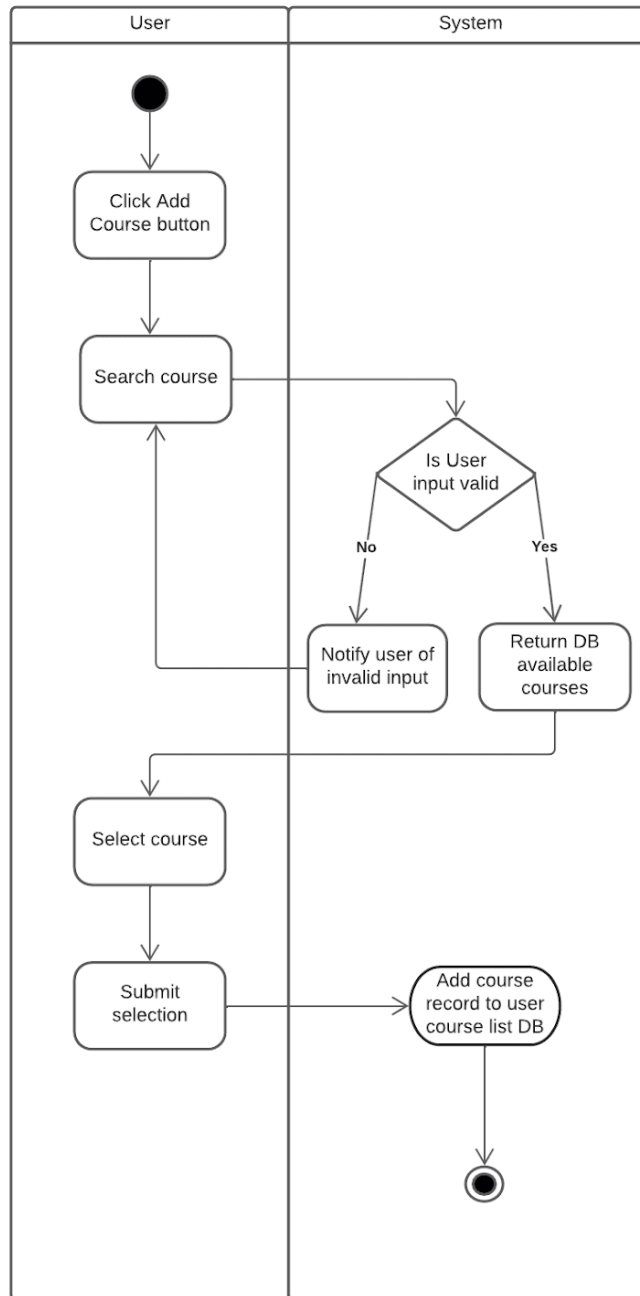 User
System
Click Add
Course button
Search course
Is User
input valid
No
Yes
Notify user of
invalid input
Return DB
available
courses
Select course
Submit
selection
Add course
record to user
course list DB